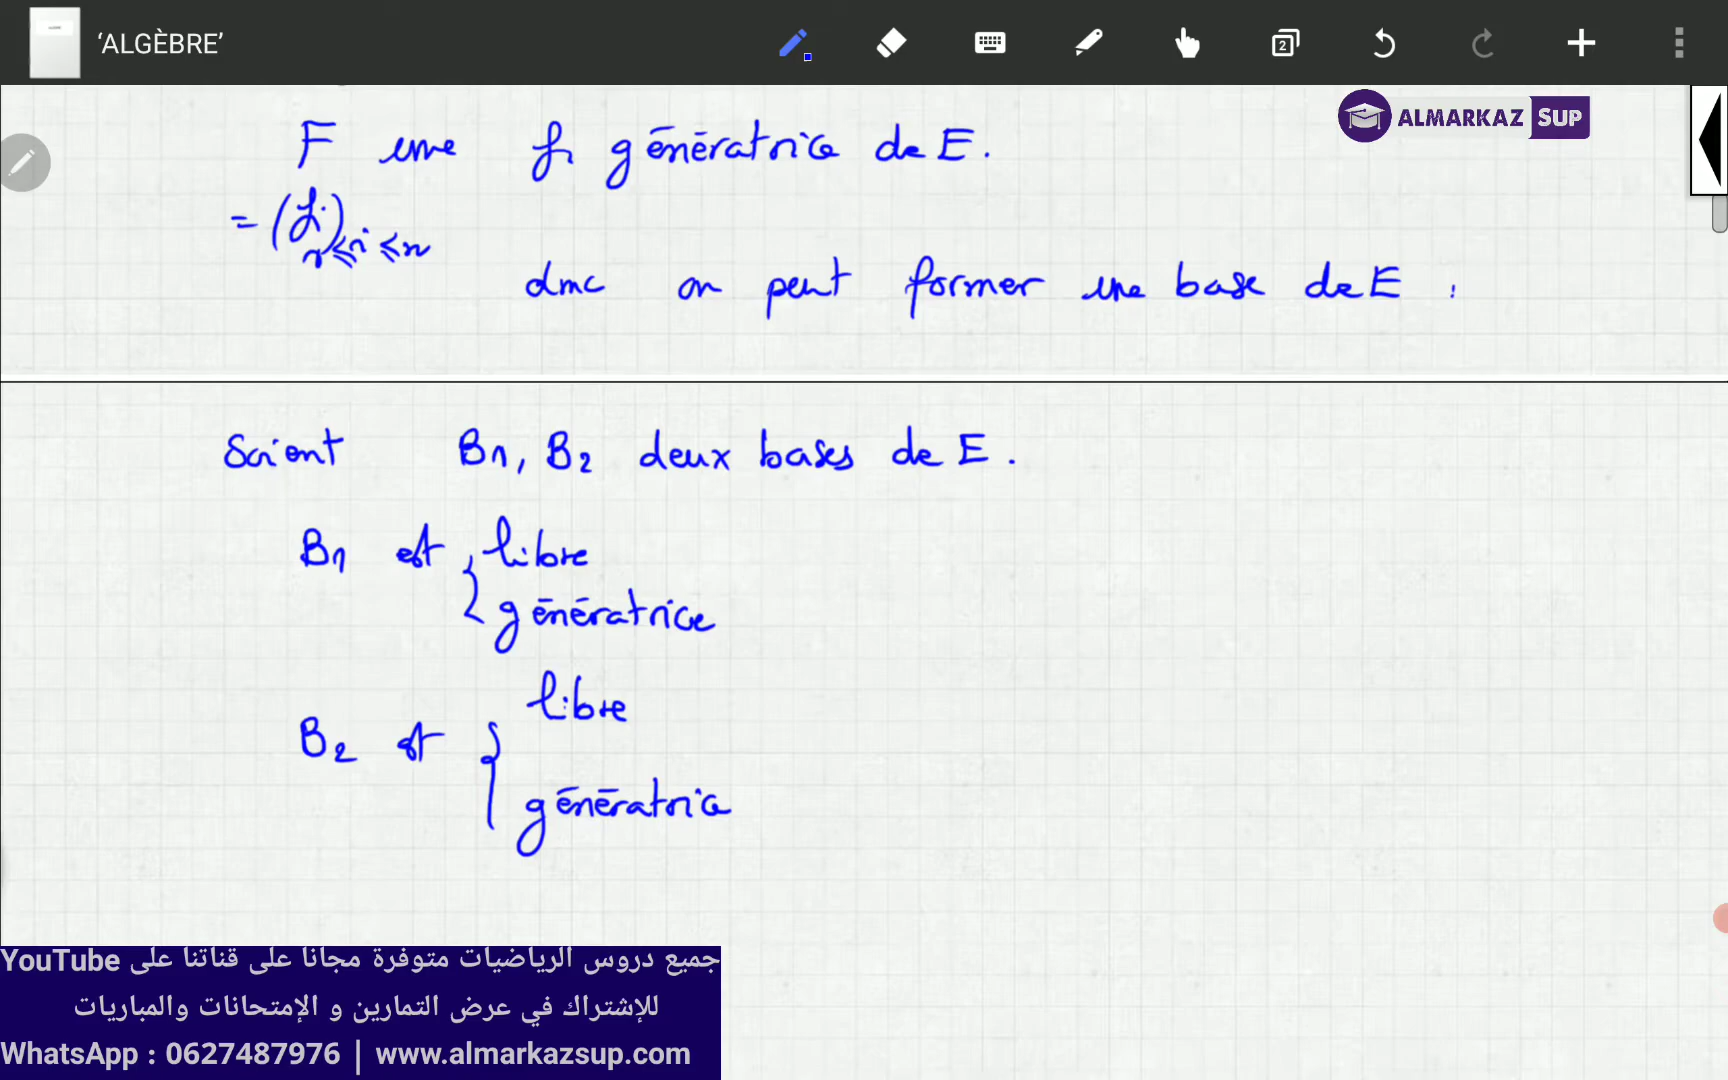 ‘ALGÈBRE’
2
ALMARKAZ SUP
F une f. génératrice de E.
= (fi) 1≤i≤n
donc on peut former une base de E.
Soient B1, B2 deux bases de E.
B1 est { libre
génératrice
libre
B2 est {
génératrice
جميع دروس الرياضيات متوفرة مجانا على قناتنا على YouTube
للإشتراك في عرض التمارين و الإمتحانات والمباريات
WhatsApp : 0627487976 | www.almarkazsup.com